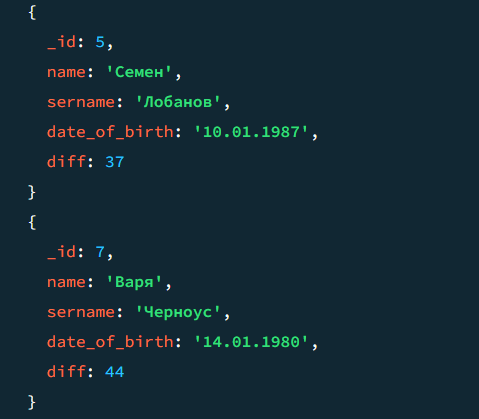 {
_id: 5,
name: 'Семен',
sername: 'Лобанов',
date_of_birth: '10.01.1987',
diff: 37
}
{
_id: 7,
name: 'Варя',
sername: 'Черноус',
date_of_birth: '14.01.1980',
diff: 44
}